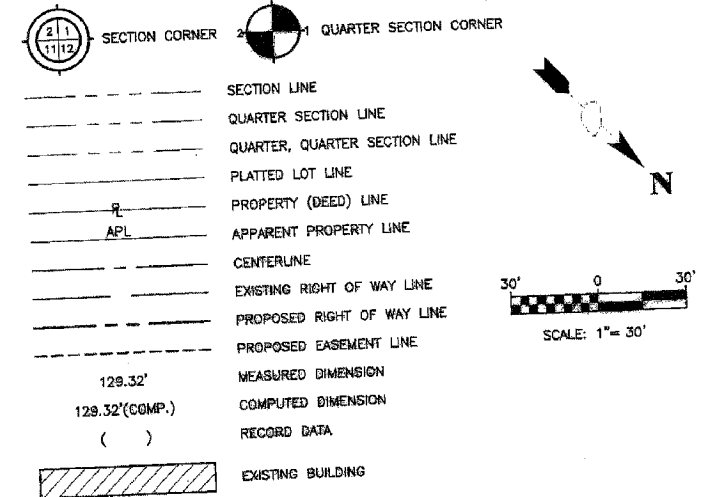 2 1
11 12
SECTION CORNER
2 1
QUARTER SECTION CORNER
SECTION LINE
QUARTER SECTION LINE
QUARTER, QUARTER SECTION LINE
PLATTED LOT LINE
PL
PROPERTY (DEED) LINE
APL
APPARENT PROPERTY LINE
CENTERLINE
EXISTING RIGHT OF WAY LINE
PROPOSED RIGHT OF WAY LINE
PROPOSED EASEMENT LINE
129.32' MEASURED DIMENSION
129.32'(COMP.) COMPUTED DIMENSION
( ) RECORD DATA
EXISTING BUILDING
N
30' 0 30'
SCALE: 1"= 30'